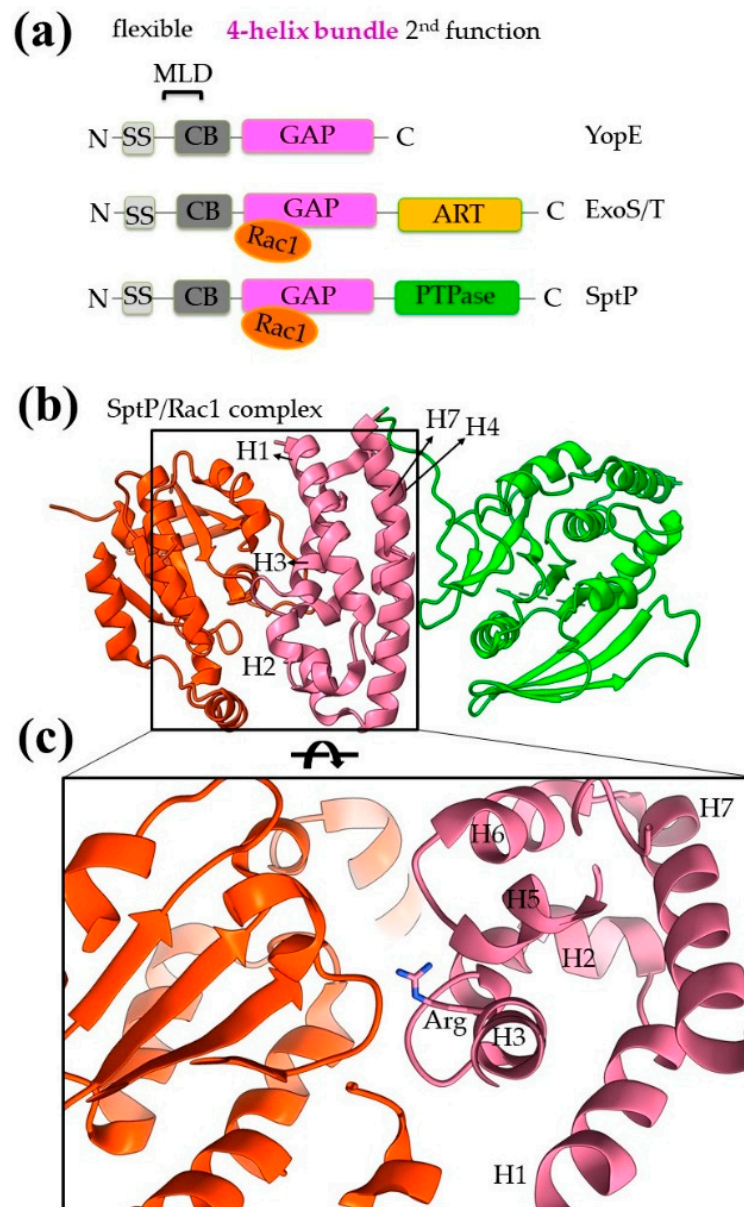 (a) flexible 4-helix bundle 2nd function
MLD
N SS CB GAP C YopE
N SS CB GAP ART C ExoS/T
Rac1
N SS CB GAP PTPase C SptP
Rac1
(b) SptP/Rac1 complex
H7
H4
H1
H3
H2
(c)
H7
H6
H5
H2
Arg
H3
H1